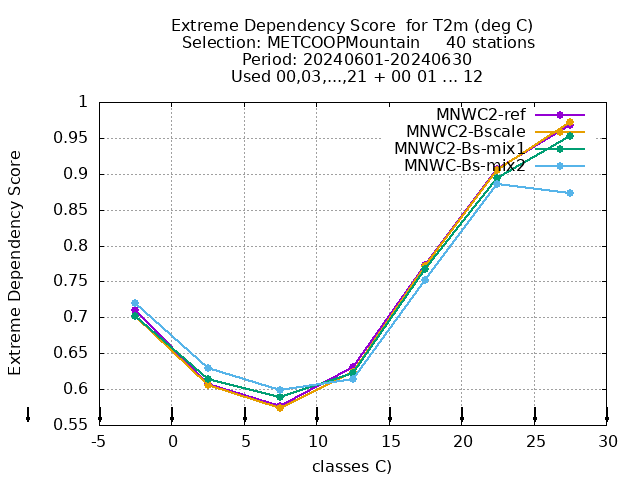 Extreme Dependency Score  for T2m (deg C)
Selection: METCOOPMountain     40 stations
Period: 20240601-20240630
Used 00,03,...,21 + 00 01 ... 12
MNWC2-ref
MNWC2-Bscale
MNWC2-Bs-mix1
MNWC-Bs-mix2
Extreme Dependency Score
1
0.95
0.9
0.85
0.8
0.75
0.7
0.65
0.6
0.55
-5 0 5 10 15 20 25 30
classes C)